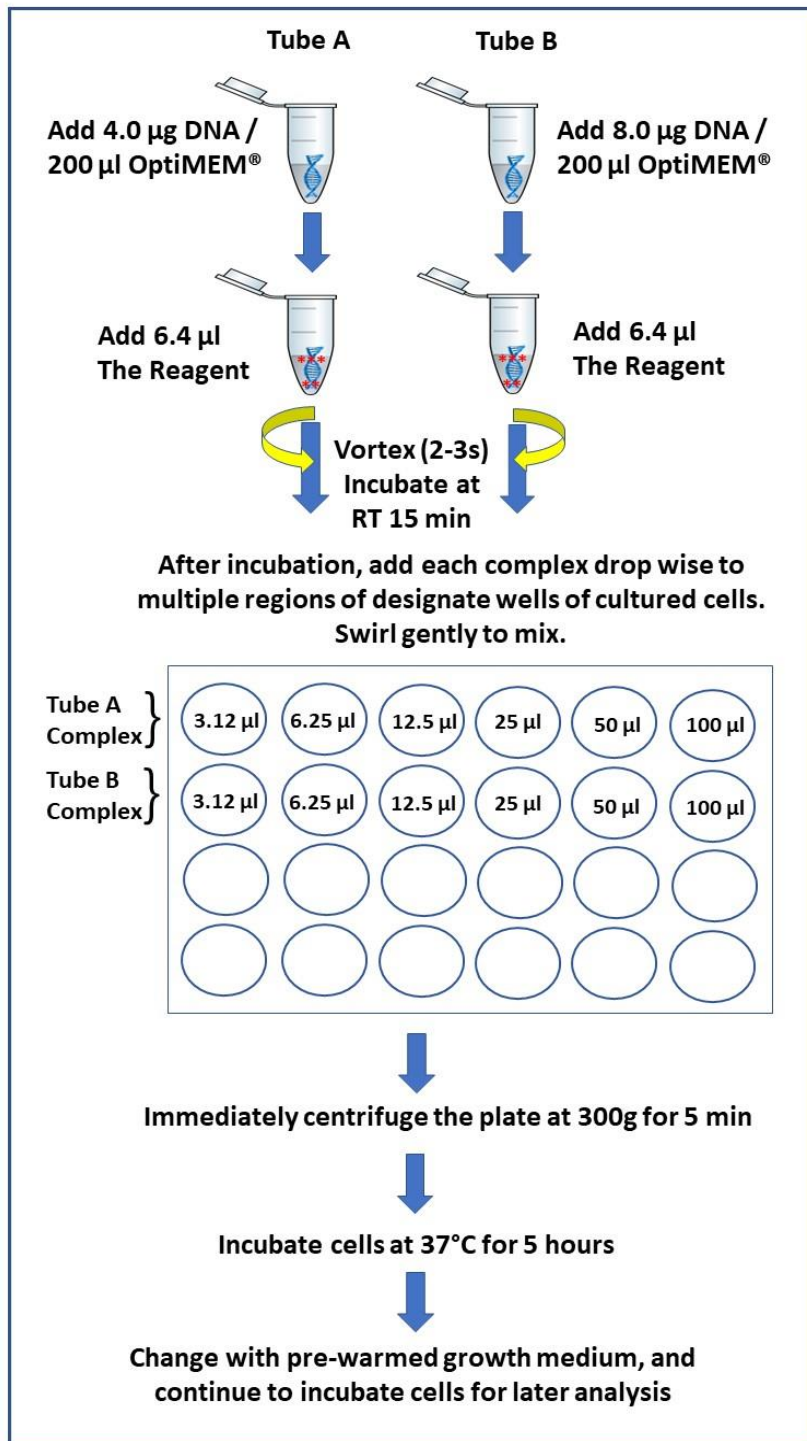 Tube A
Tube B
Add 4.0 µg DNA /
200 µl OptiMEM®
Add 8.0 µg DNA /
200 µl OptiMEM®
Add 6.4 µl
The Reagent
Add 6.4 µl
The Reagent
Vortex (2-3s)
Incubate at
RT 15 min
After incubation, add each complex drop wise to
multiple regions of designate wells of cultured cells.
Swirl gently to mix.
Tube A
Complex
3.12 µl
6.25 µl
12.5 µl
25 µl
50 µl
100 µl
Tube B
Complex
3.12 µl
6.25 µl
12.5 µl
25 µl
50 µl
100 µl
Immediately centrifuge the plate at 300g for 5 min
Incubate cells at 37°C for 5 hours
Change with pre-warmed growth medium, and
continue to incubate cells for later analysis